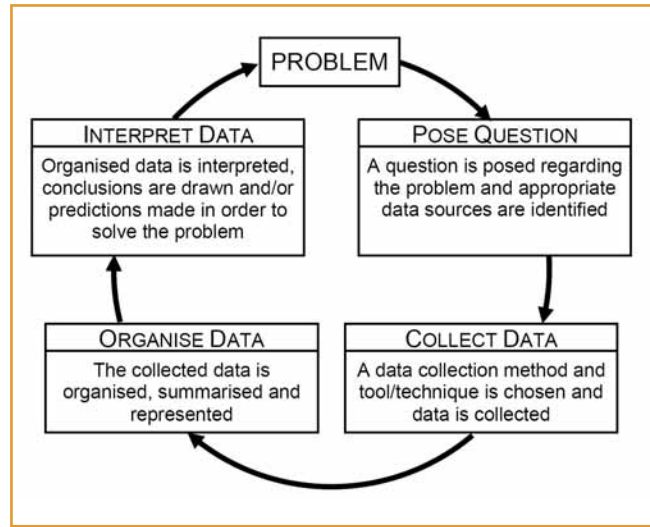 PROBLEM
POSE QUESTION
A question is posed regarding
the problem and appropriate
data sources are identified
COLLECT DATA
A data collection method and
tool/technique is chosen and
data is collected
ORGANISE DATA
The collected data is
organised, summarised and
represented
INTERPRET DATA
Organised data is interpreted,
conclusions are drawn and/or
predictions made in order to
solve the problem